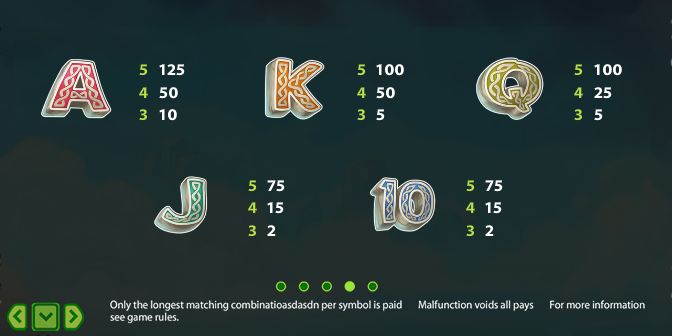 A 5 125 K 5 100 Q 5 100
4 50 4 50 4 25
3 10 3 5 3 5
J 5 75 10 5 75
4 15 4 15
3 2 3 2
Only the longest matching combinatioasdasdn per symbol is paid Malfunction voids all pays For more information
see game rules.